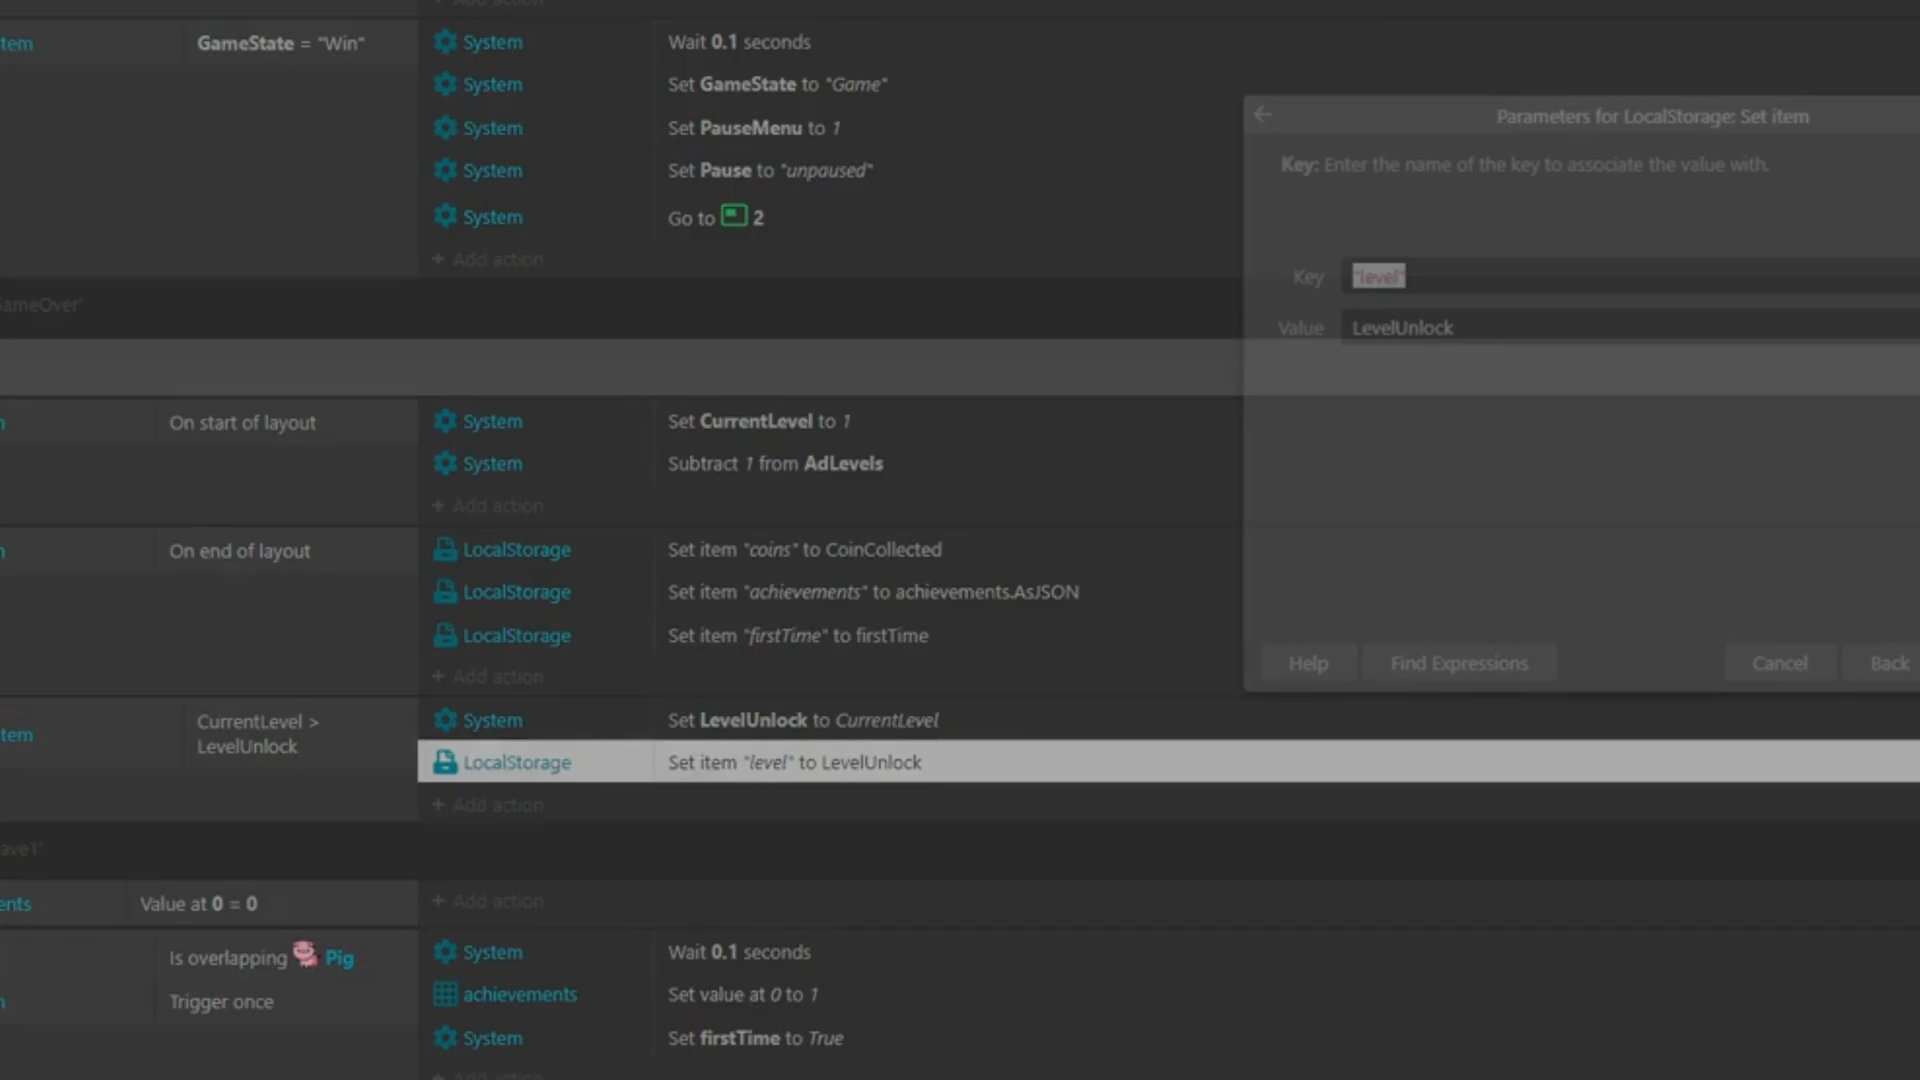 + Add action
tem
GameState = "Win"
System
Wait 0.1 seconds
System
Set GameState to "Game"
System
Set PauseMenu to 1
System
Set Pause to "unpaused"
System
Go to 2
+ Add action
GameOver'
On start of layout
System
Set CurrentLevel to 1
System
Subtract 1 from AdLevels
+ Add action
On end of layout
LocalStorage
Set item "coins" to CoinCollected
LocalStorage
Set item "achievements" to achievements.AsJSON
LocalStorage
Set item "firstTime" to firstTime
+ Add action
tem
CurrentLevel >
LevelUnlock
System
Set LevelUnlock to CurrentLevel
LocalStorage
Set item "level" to LevelUnlock
+ Add action
ave1'
ents
Value at 0 = 0
+ Add action
Is overlapping Pig
Trigger once
System
Wait 0.1 seconds
achievements
Set value at 0 to 1
System
Set firstTime to True
+ Add action
Parameters for LocalStorage: Set item
Key: Enter the name of the key to associate the value with.
Key
"level"
Value
LevelUnlock
Help
Find Expressions
Cancel
Back